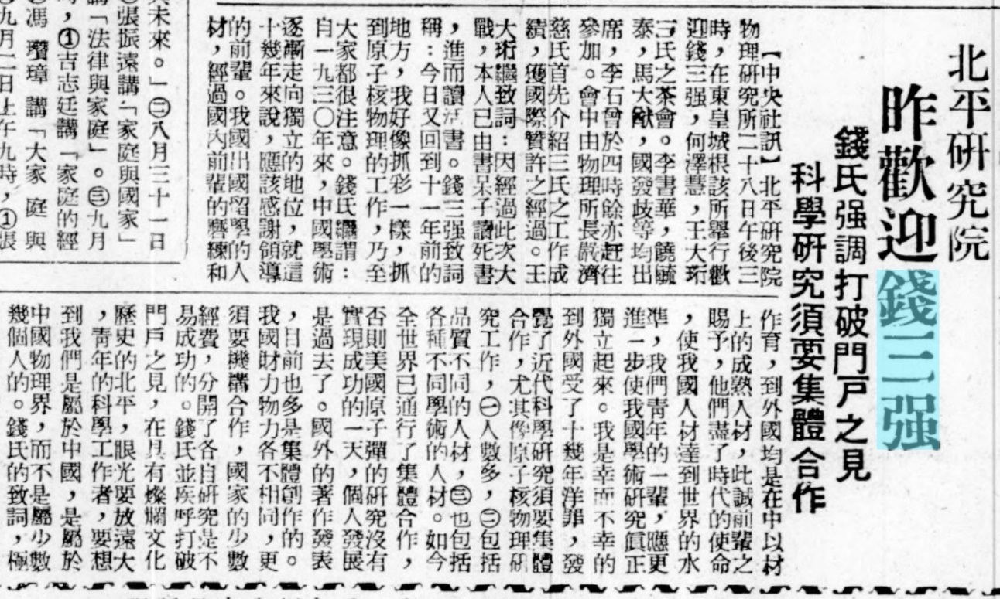 北平研究院
昨歡迎錢三强
錢氏强調打破門戶之見
科學研究須要集體合作
【中央社訊】北平研究院
物理研究所二十八日午後三
時，在東皇城根該所舉行歡
迎錢三强，何澤慧，王大珩
三氏之茶會。李書華，饒毓
泰，馬大猷，國發歧等均出
席，李石曾於四時餘亦赶往
參加。會中由物理所長嚴濟
慈氏首先介紹三氏之工作成
績，獲國際贊許之經過。王
大珩繼致詞：因經過此次大
戰，本人已由書呆子讀死書
，進而讀活書。錢三强致詞
稱：今日又回到十一年前的
地方，我好像抓彩一樣，抓
到原子核物理的工作，乃至
大家都很注意。錢氏繼謂：
自一九三〇年來，中國學術
逐漸走向獨立的地位，就這
十幾年來說，應該感謝領導
的前輩。我國出國留學的人
材，經過國內前輩的磨練和
作育，到外國均是在中以材
上的成熟人材，此誠前輩之
賜予，他們盡了時代的使命
，使我國人材達到世界的水
準，我們青年的一輩，應更
進一步使我國學術研究眞正
獨立起來。我是幸而不幸的
到外國受了十幾年洋罪，發
覺了近代科學研究須要集體
合作，尤其像原子核物理研
究工作，㊀人數多，㊁包括
品質不同的人材，㊂也包括
各種不同學術的人材。如今
全世界已通行了集體合作，
否則美國原子彈的研究沒有
實現成功的一天，個人發展
是過去了。國外的著作發表
，目前也多是集體創作的。
我國財力物力各不相同，更
須要機構合作，國家的少數
經費，分開了各自研究是不
易成功的。錢氏並疾呼打破
門戶之見，在具有燦爛文化
歷史的北平，眼光要放遠大
，青年的科學工作者，要想
到我們是屬於中國，是屬於
中國物理界，而不是屬少數
幾個人的。錢氏的致詞，極
未來。」㊁八月三十一日
張振遠講「家庭與國家」
「法律與家庭」。㊂九月
，①吉志廷講「家庭的經
馮瓚璋講「大家庭與
九月二日上午九時，①張